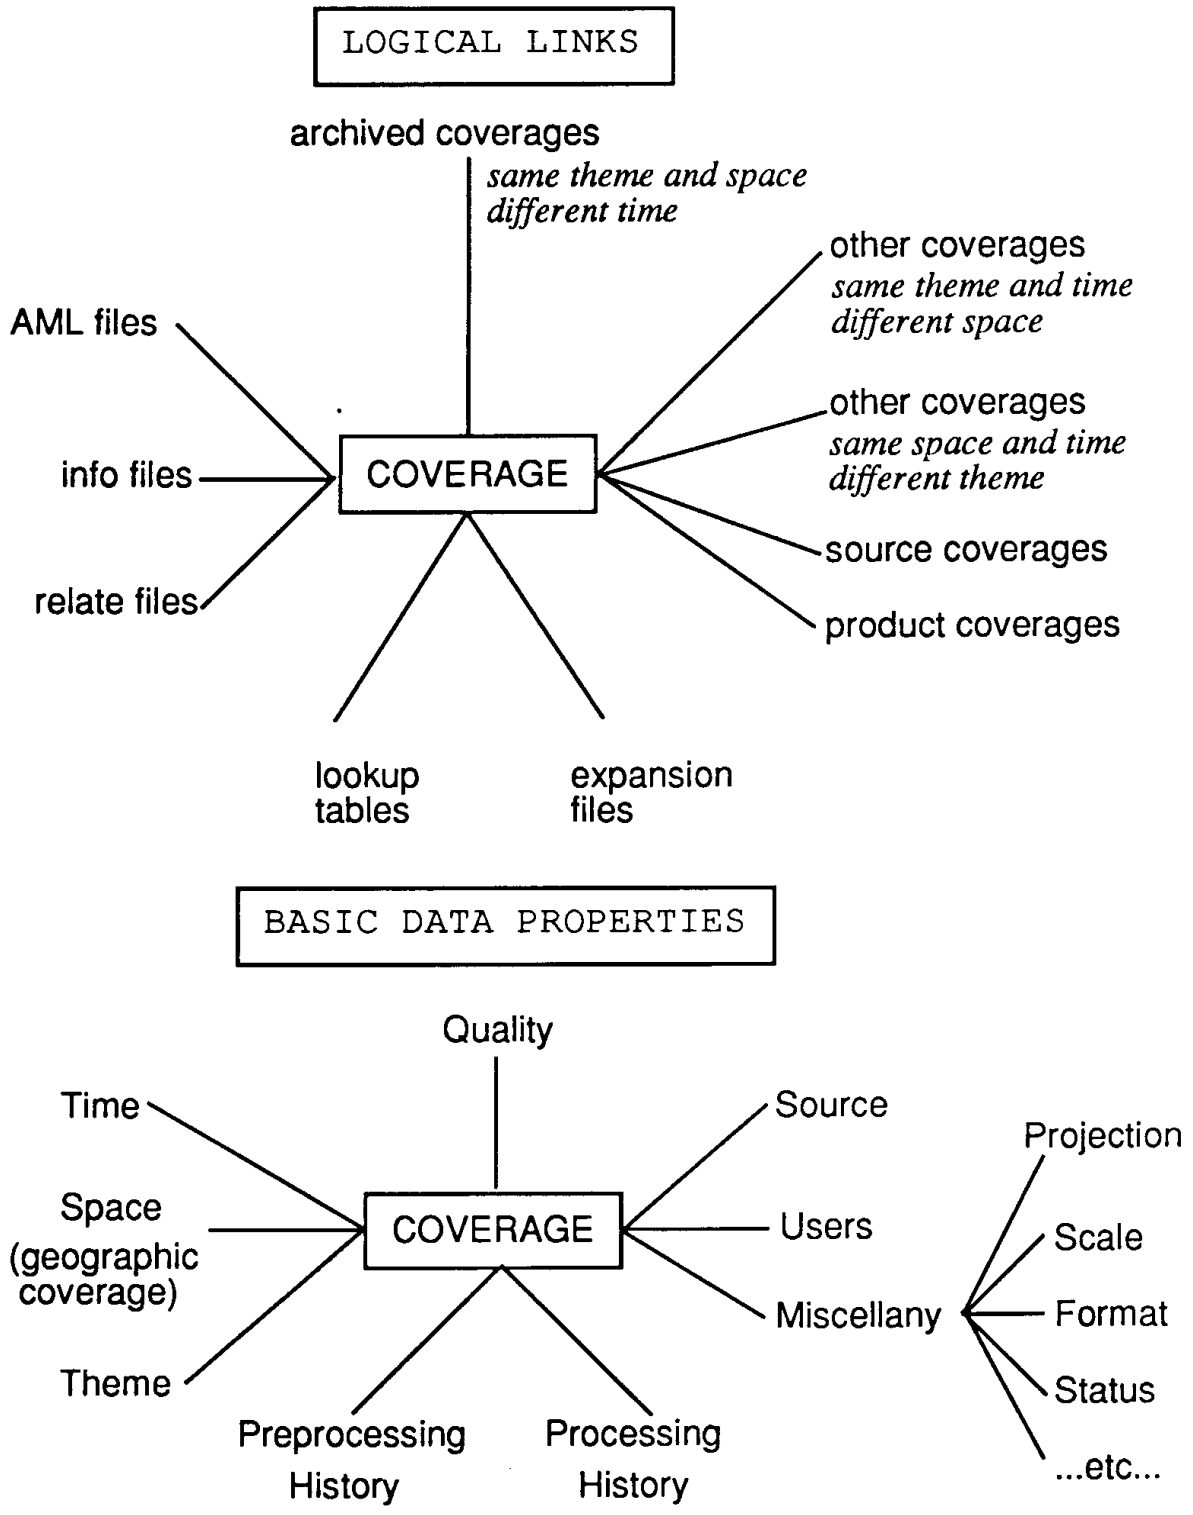 LOGICAL LINKS
archived coverages
same theme and space
different time
other coverages
same theme and time
different space
AML files
other coverages
same space and time
different theme
COVERAGE
info files
source coverages
relate files
product coverages
lookup
tables
expansion
files
BASIC DATA PROPERTIES
Quality
Time
Source
Projection
Space
(geographic
coverage)
COVERAGE
Users
Scale
Miscellany
Format
Theme
Status
Preprocessing
History
Processing
History
...etc...